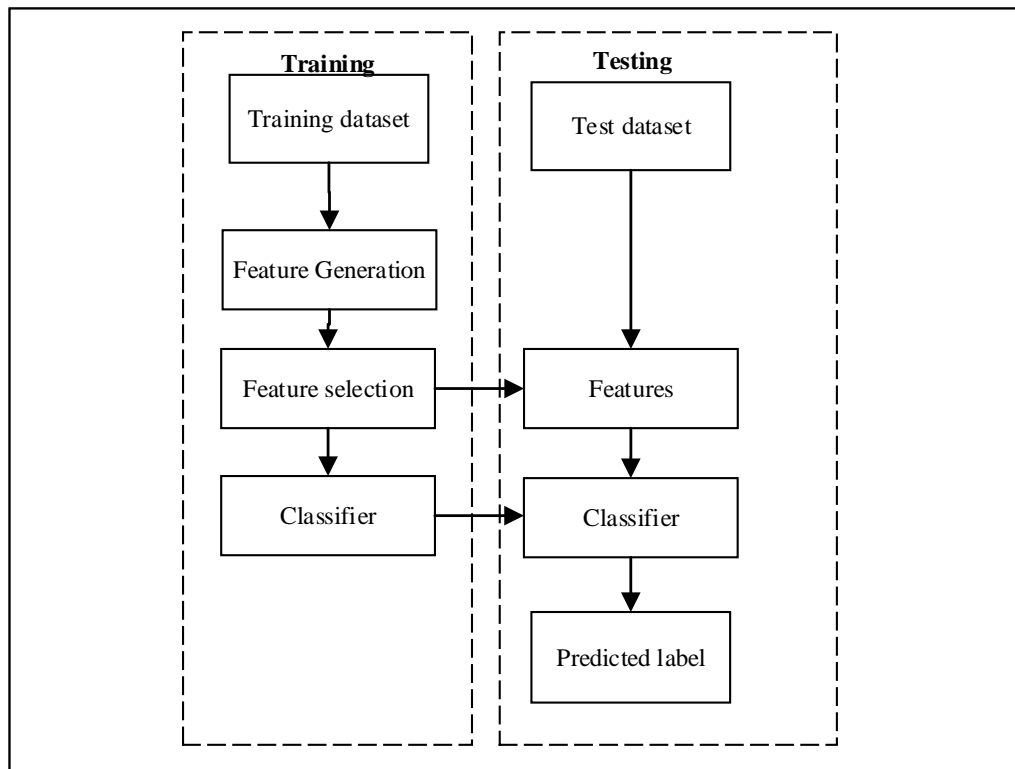 Training
Training dataset
Feature Generation
Feature selection
Classifier
Testing
Test dataset
Features
Classifier
Predicted label